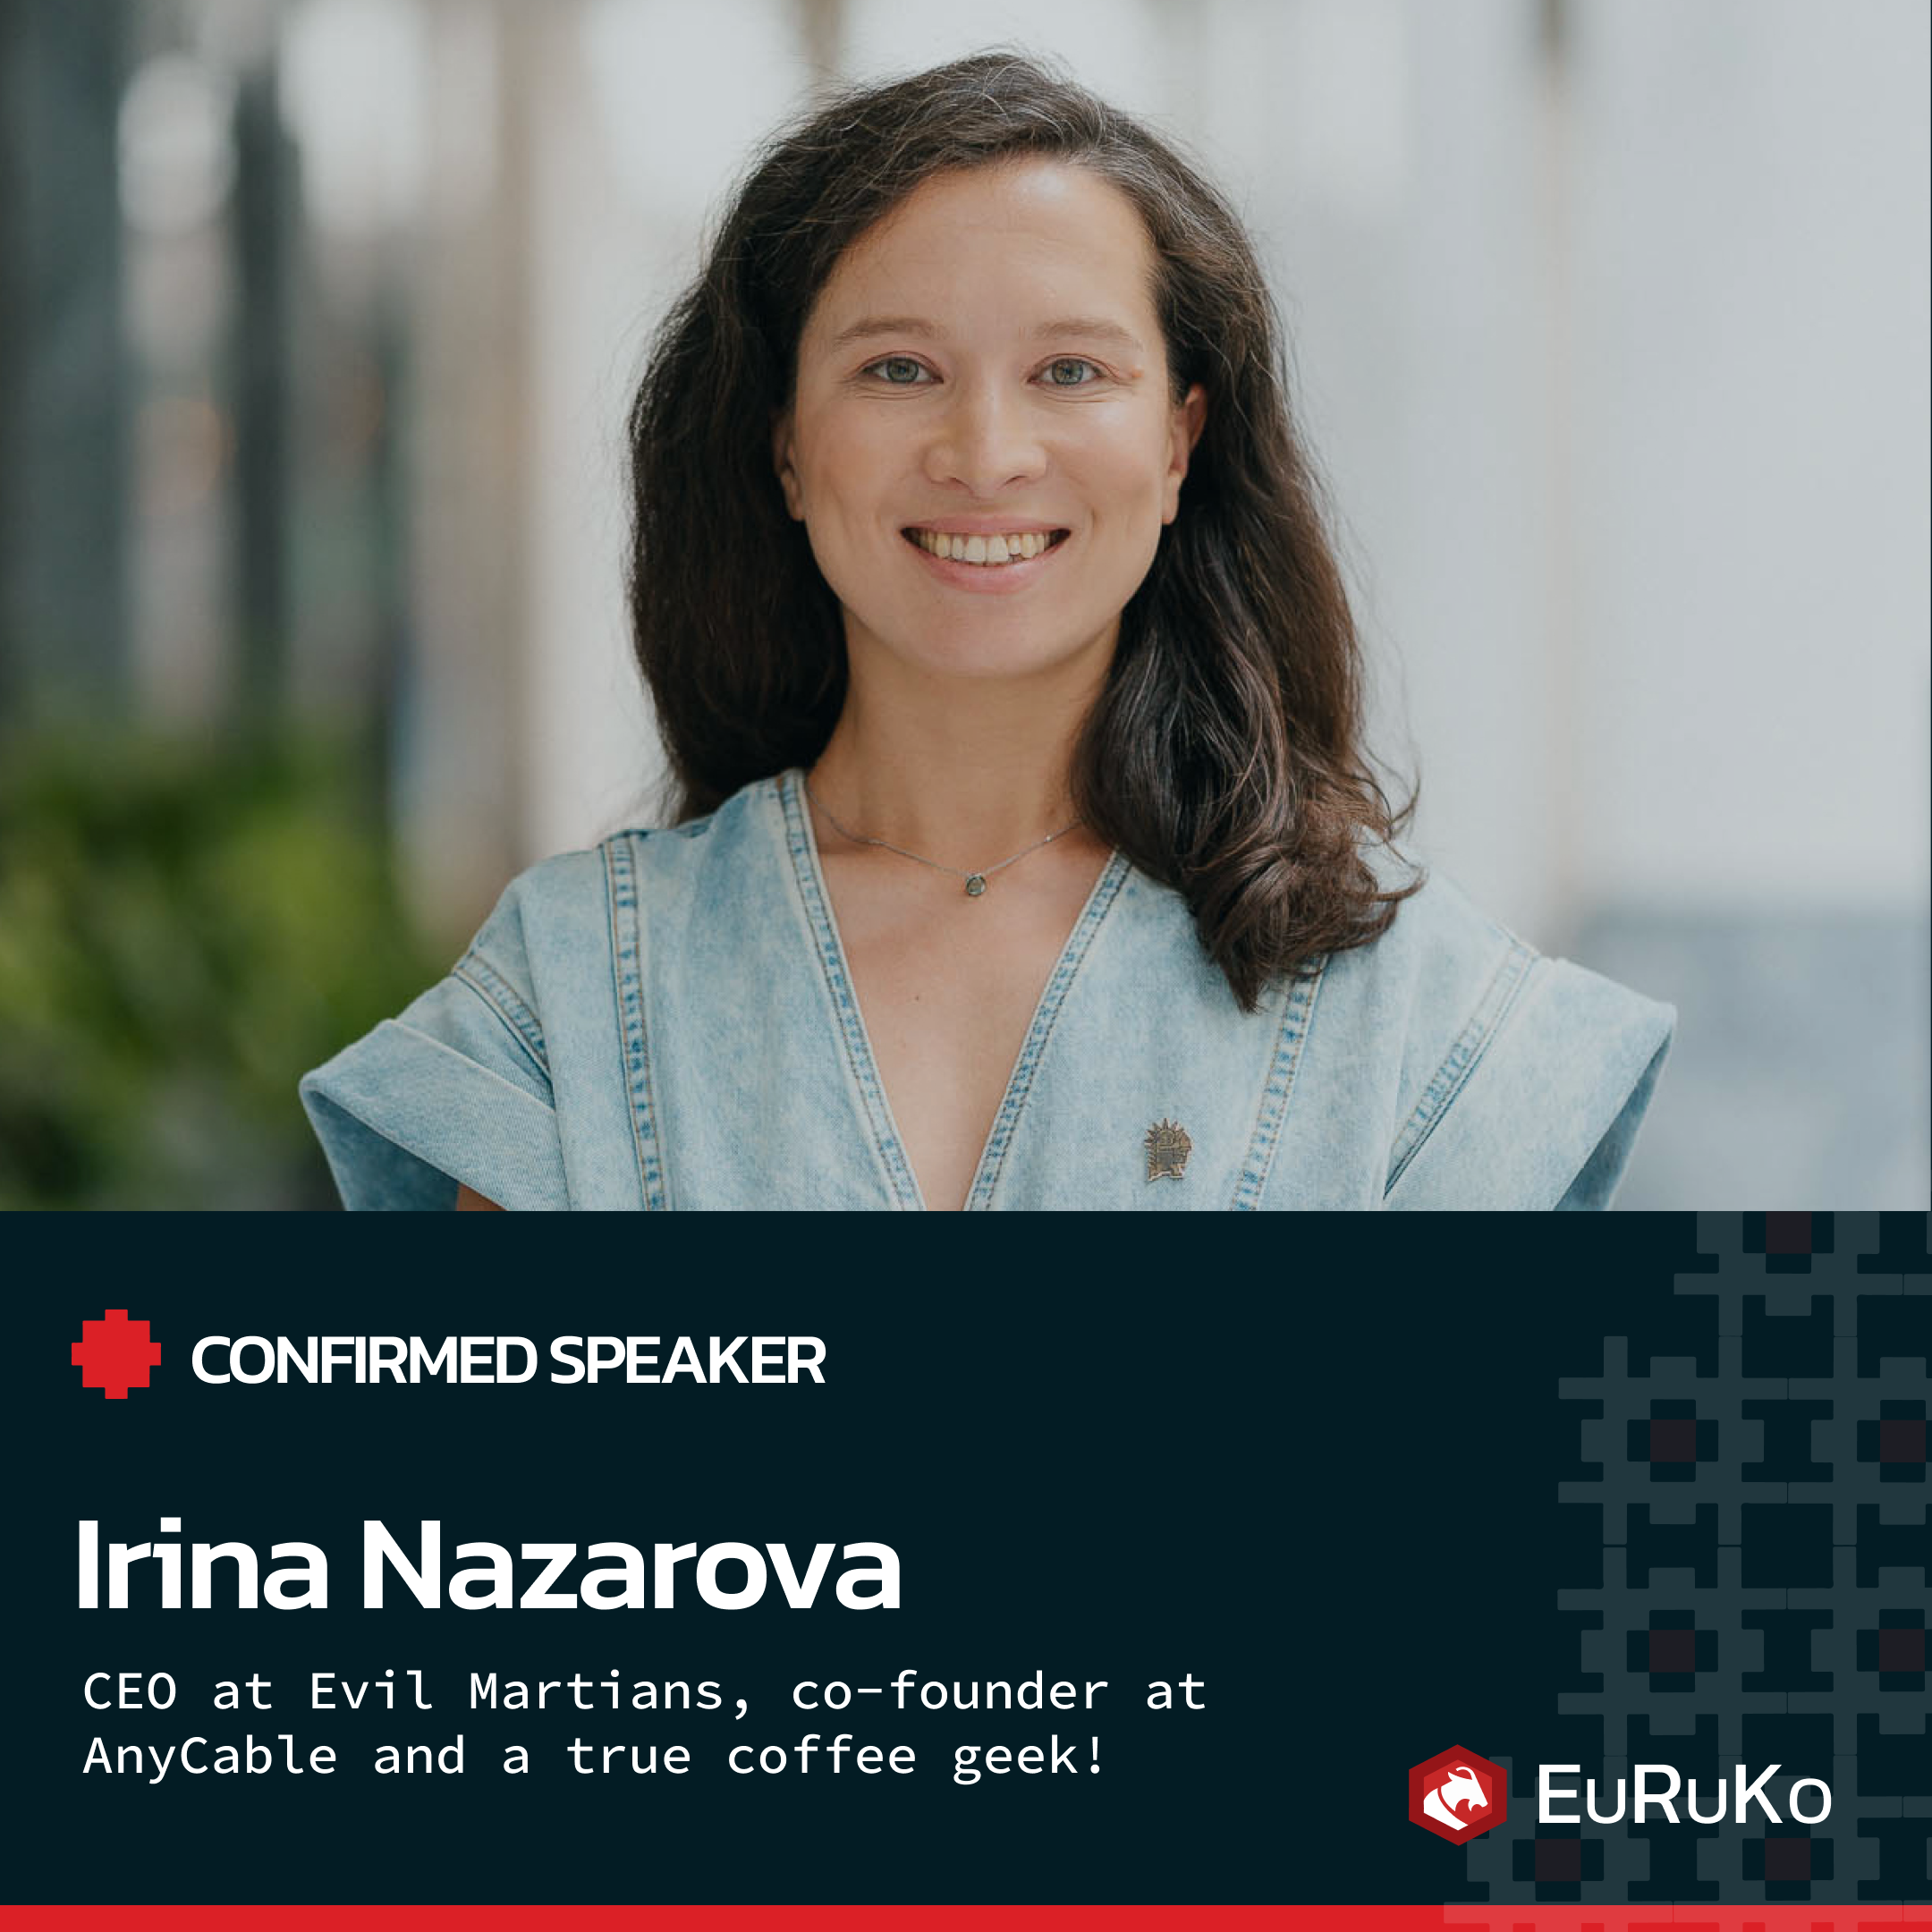 CONFIRMED SPEAKER
Irina Nazarova
CEO at Evil Martians, co-founder at
AnyCable and a true coffee geek!
EuRuKo